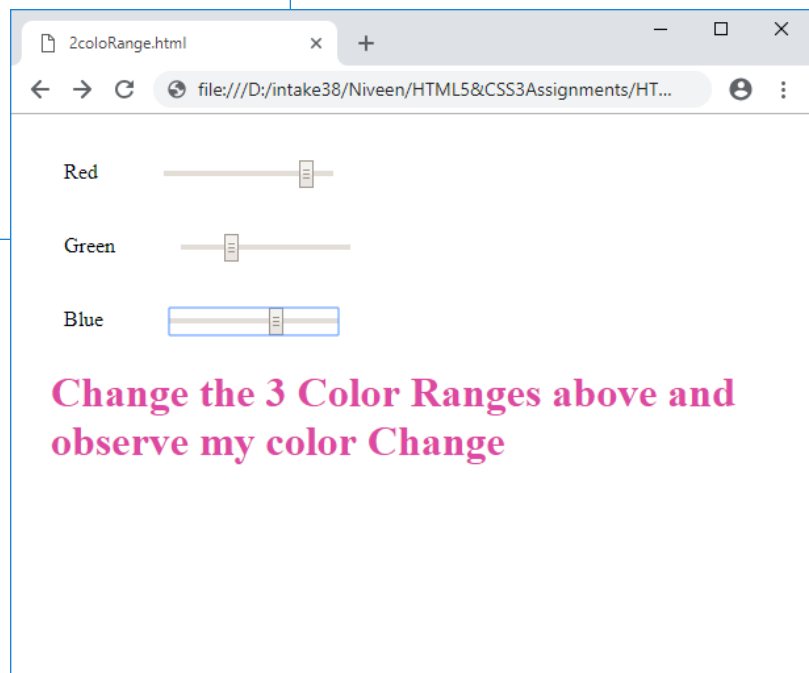 2coloRange.html
file:///D:/intake38/Niveen/HTML5&CSS3Assignments/HT...
Red
Green
Blue
Change the 3 Color Ranges above and
observe my color Change